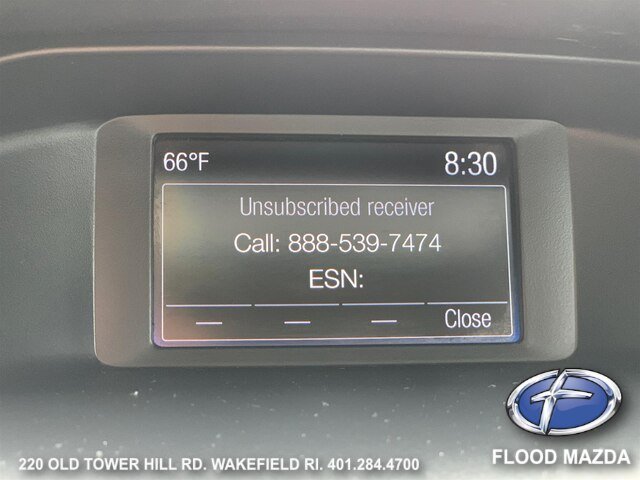 66°F 8:30
Unsubscribed receiver
Call: 888-539-7474
ESN:
— — — Close
FLOOD MAZDA
220 OLD TOWER HILL RD. WAKEFIELD RI. 401.284.4700